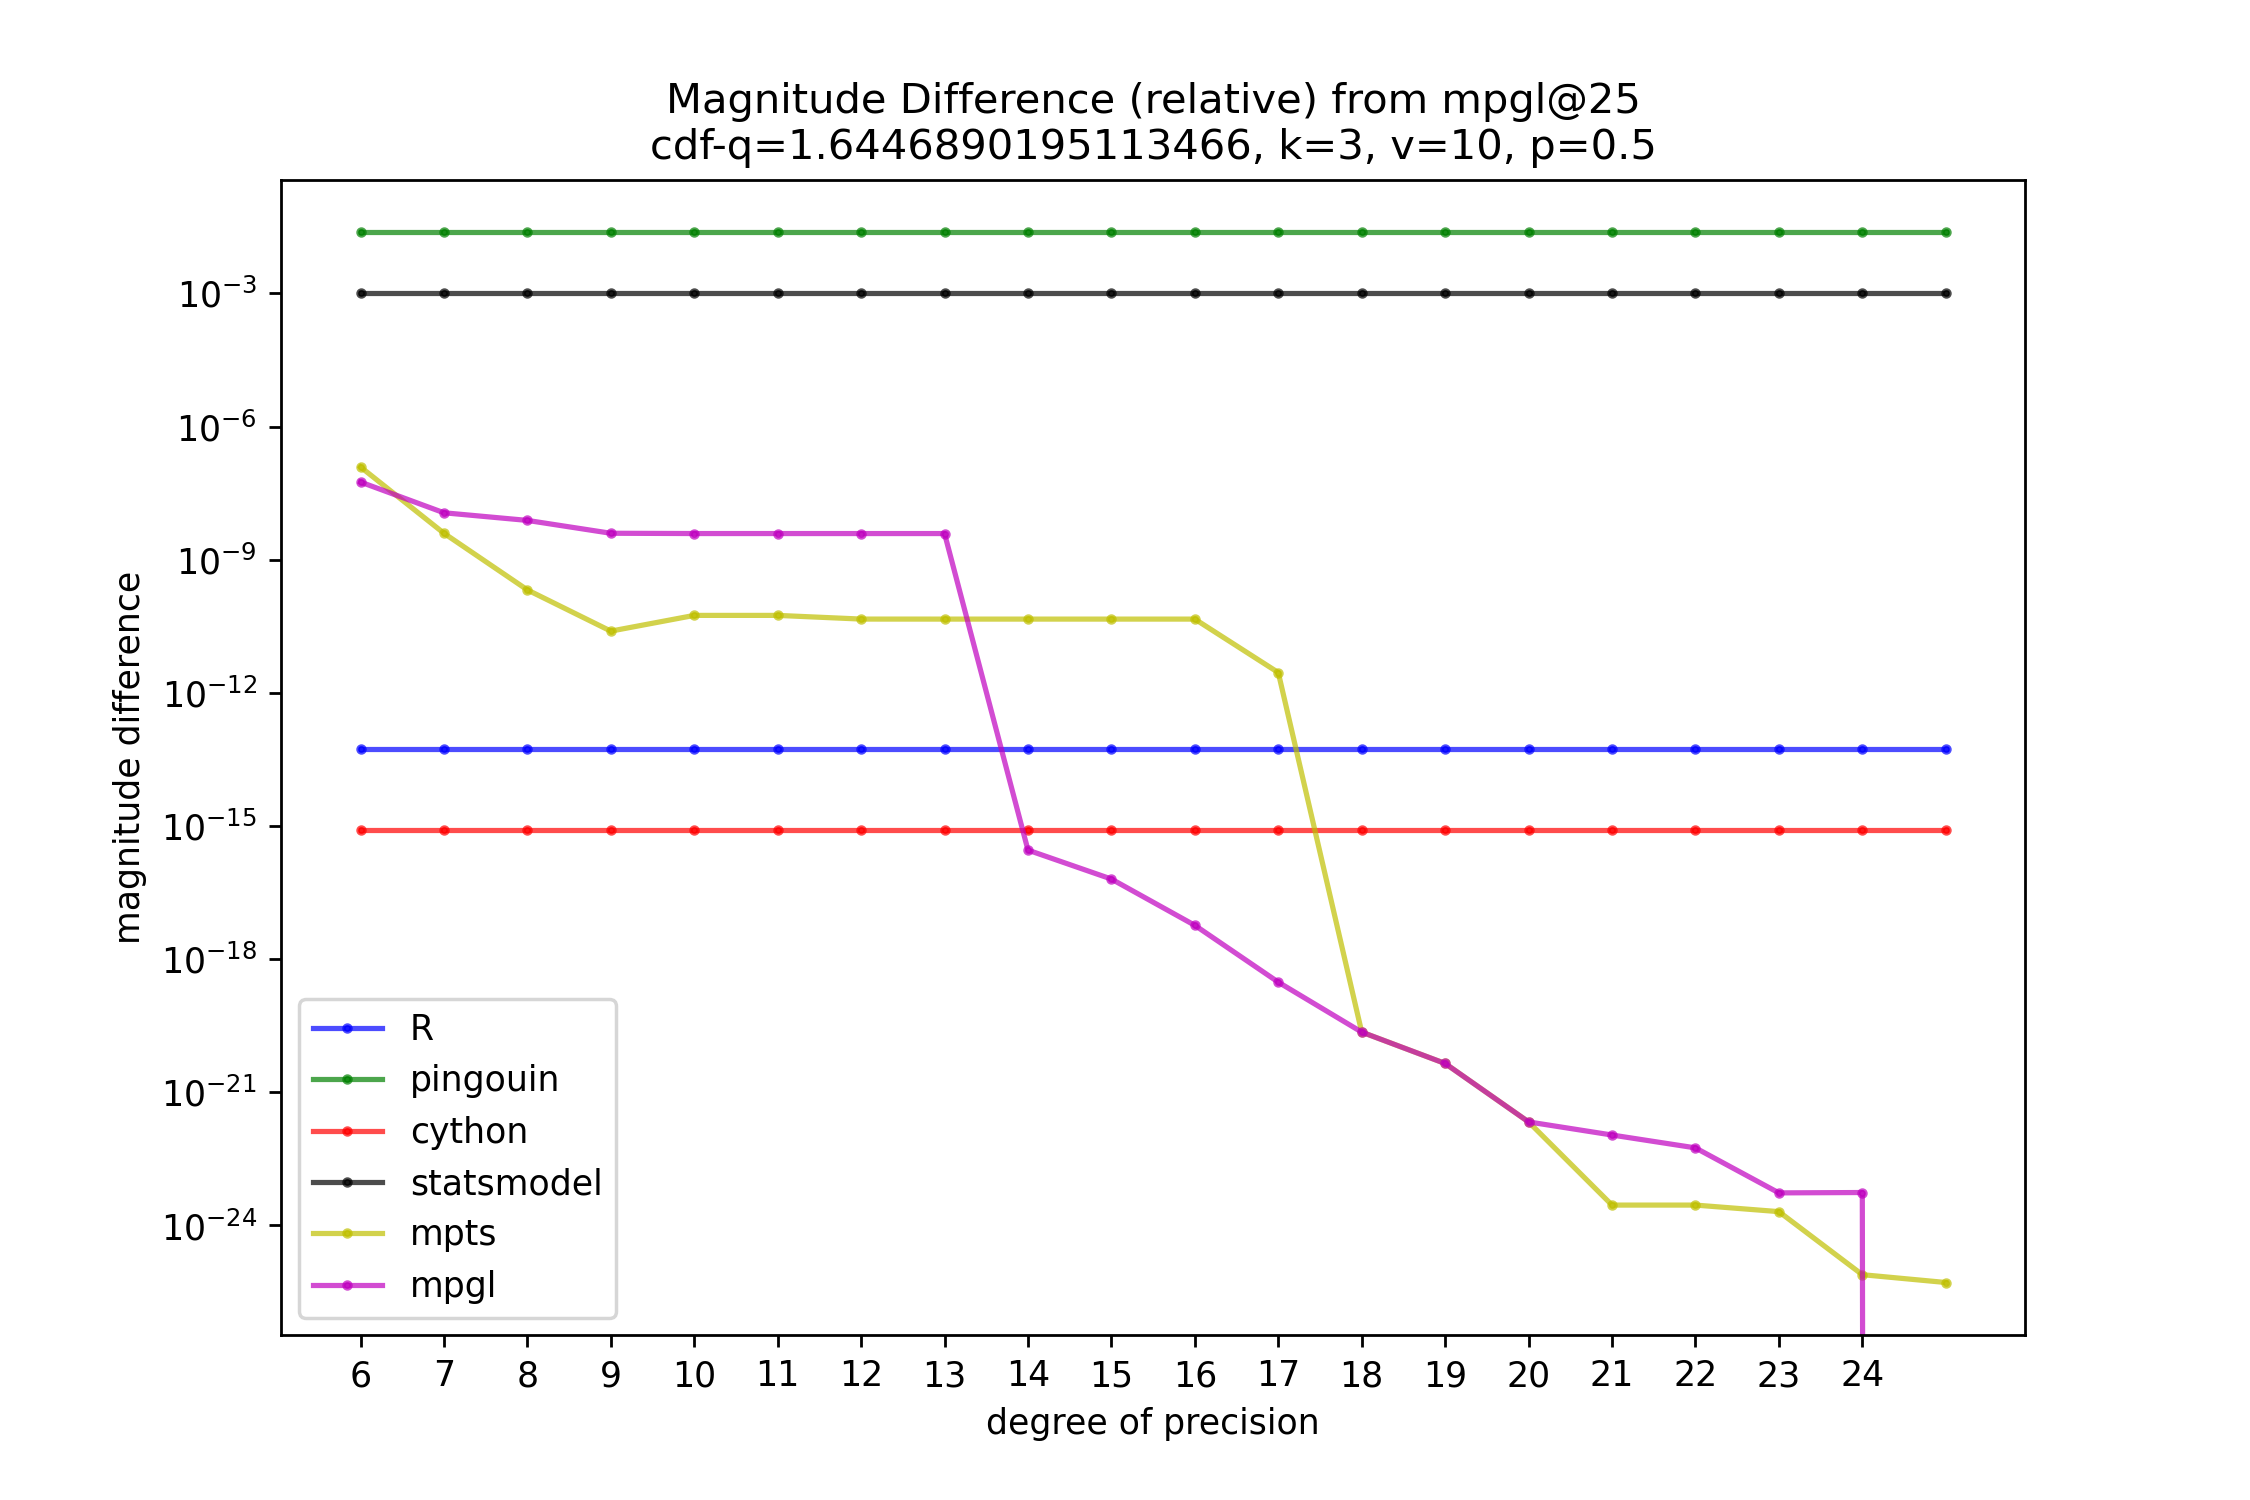 Magnitude Difference (relative) from mpgl@25
cdf-q=1.6446890195113466, k=3, v=10, p=0.5
magnitude difference
10⁻³
10⁻⁶
10⁻⁹
10⁻¹²
10⁻¹⁵
10⁻¹⁸
10⁻²¹
10⁻²⁴
R
pingouin
cython
statsmodel
mpts
mpgl
6 7 8 9 10 11 12 13 14 15 16 17 18 19 20 21 22 23 24
degree of precision